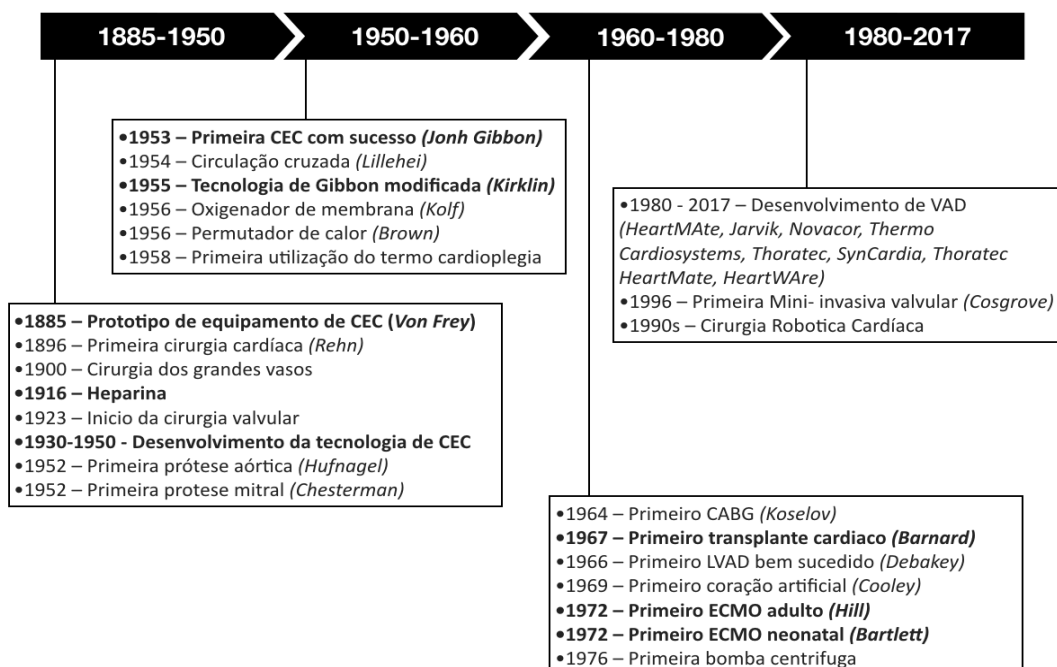 1885-1950
1950-1960
1960-1980
1980-2017
•1953 – Primeira CEC com sucesso (Jonh Gibbon)
•1954 – Circulação cruzada (Lillehei)
•1955 – Tecnologia de Gibbon modificada (Kirklin)
•1956 – Oxigenador de membrana (Kolf)
•1956 – Permutador de calor (Brown)
•1958 – Primeira utilização do termo cardioplegia
•1980 - 2017 – Desenvolvimento de VAD
(HeartMAte, Jarvik, Novacor, Thermo
Cardiosystems, Thoratec, SynCardia, Thoratec
HeartMate, HeartWAre)
•1996 – Primeira Mini- invasiva valvular (Cosgrove)
•1990s – Cirurgia Robotica Cardíaca
•1885 – Prototipo de equipamento de CEC (Von Frey)
•1896 – Primeira cirurgia cardíaca (Rehn)
•1900 – Cirurgia dos grandes vasos
•1916 – Heparina
•1923 – Inicio da cirurgia valvular
•1930-1950 - Desenvolvimento da tecnologia de CEC
•1952 – Primeira prótese aórtica (Hufnagel)
•1952 – Primeira protese mitral (Chesterman)
•1964 – Primeiro CABG (Koselov)
•1967 – Primeiro transplante cardiaco (Barnard)
•1966 – Primeiro LVAD bem sucedido (Debakey)
•1969 – Primeiro coração artificial (Cooley)
•1972 – Primeiro ECMO adulto (Hill)
•1972 – Primeiro ECMO neonatal (Bartlett)
•1976 – Primeira bomba centrifuga